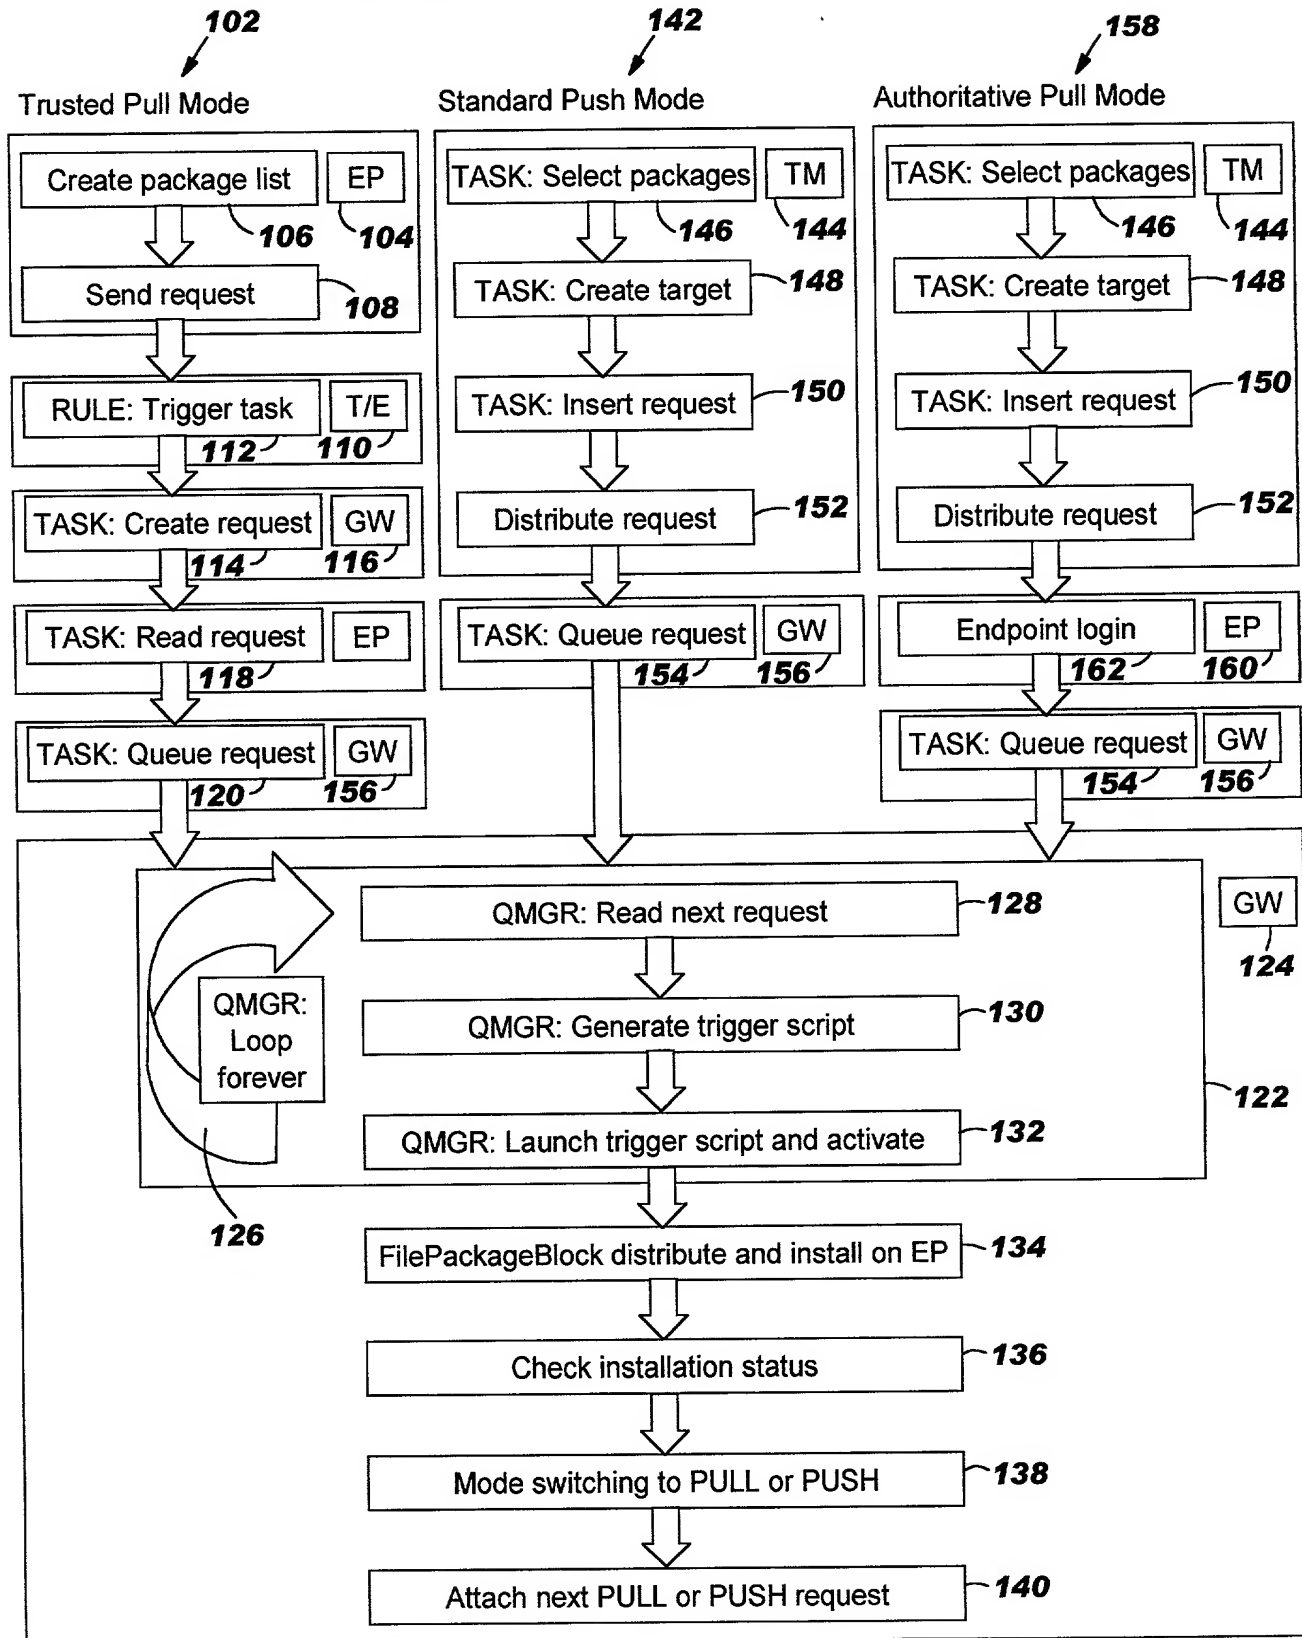 102
142
158
Trusted Pull Mode
Standard Push Mode
Authoritative Pull Mode
Create package list
EP
106
104
Send request
108
RULE: Trigger task
T/E
112
110
TASK: Create request
GW
114
116
TASK: Read request
EP
118
TASK: Queue request
GW
120
156
TASK: Select packages
TM
146
144
TASK: Create target
148
TASK: Insert request
150
Distribute request
152
TASK: Queue request
GW
154
156
TASK: Select packages
TM
146
144
TASK: Create target
148
TASK: Insert request
150
Distribute request
152
Endpoint login
EP
162
160
TASK: Queue request
GW
154
156
QMGR: Read next request
128
GW
124
QMGR:
Loop
forever
126
QMGR: Generate trigger script
130
122
QMGR: Launch trigger script and activate
132
FilePackageBlock distribute and install on EP
134
Check installation status
136
Mode switching to PULL or PUSH
138
Attach next PULL or PUSH request
140